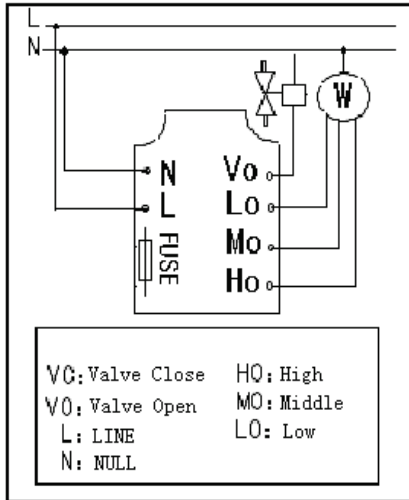 L
N
W
N Vo
L Lo
FUSE Mo
Ho
VC: Valve Close HO: High
VO: Valve Open MO: Middle
L: LINE LO: Low
N: NULL